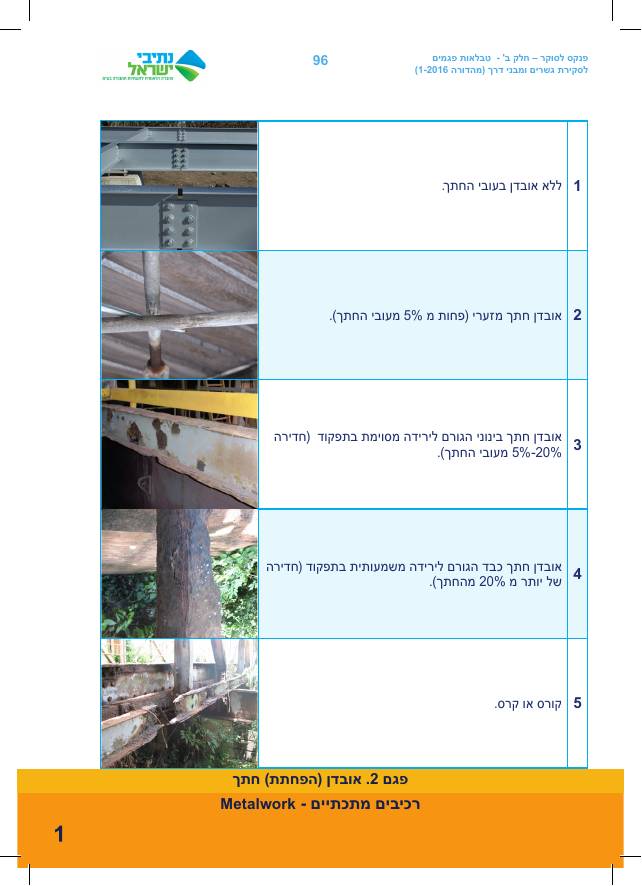 פנקס לסוקר – חלק ב' - טבלאות פגמים
לסקירת גשרים ומבני דרך (מהדורה 1-2016)
96
נתיבי
ישראל
1
ללא אובדן בעובי החתך.
2
אובדן חתך מזערי (פחות מ 5% מעובי החתך).
3
אובדן חתך בינוני הגורם לירידה מסוימת בתפקוד (חדירה
5%-20% מעובי החתך).
4
אובדן חתך כבד הגורם לירידה משמעותית בתפקוד (חדירה
של יותר מ 20% מהחתך).
5
קורס או קרס.
פגם 2. אובדן (הפחתת) חתך
רכיבים מתכתיים - Metalwork
1